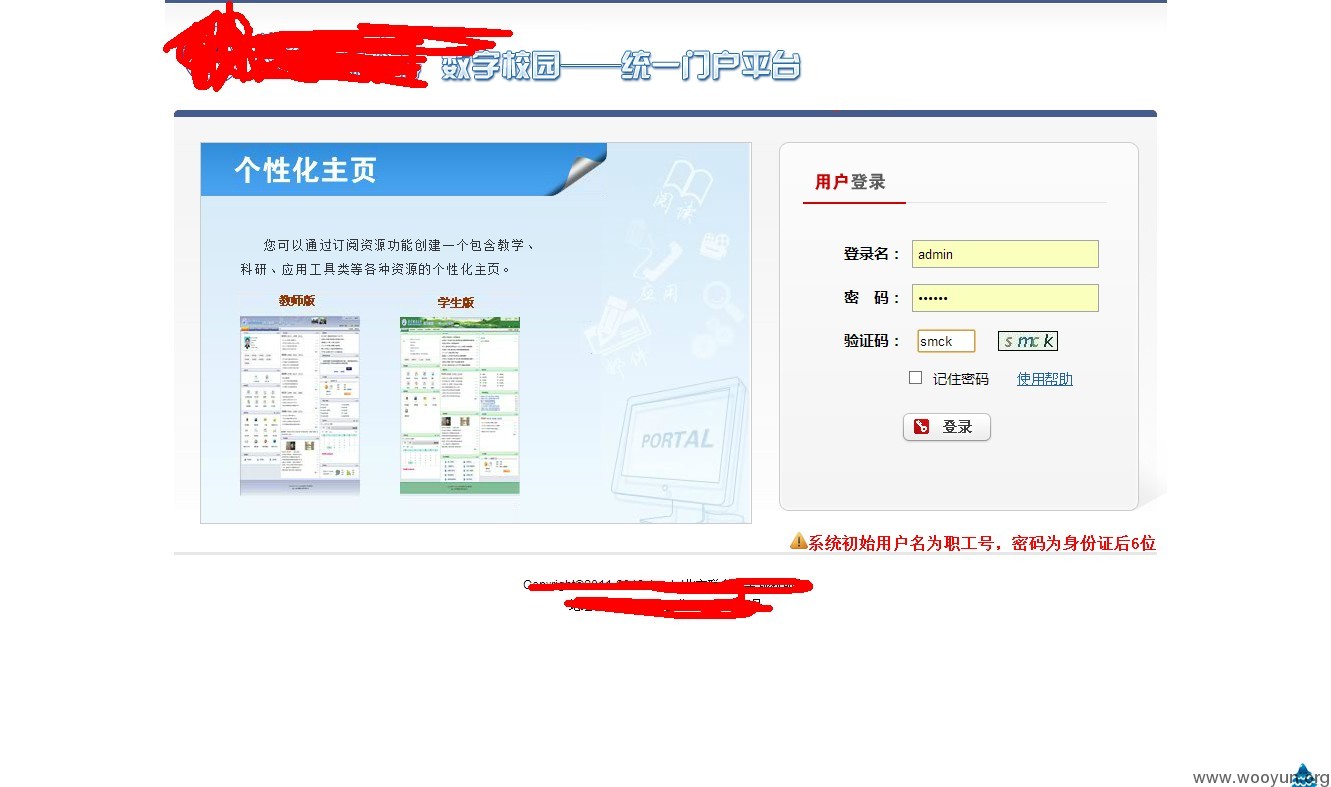 数字校园——统一门户平台
个性化主页
您可以通过订阅资源功能创建一个包含教学、
科研、应用工具类等各种资源的个性化主页。
教师版 学生版
阅读
应用
PORTAL
用户登录
登录名: admin
密 码: ••••••
验证码: smck smck
记住密码 使用帮助
登录
系统初始用户名为职工号，密码为身份证后6位
www.wooyun.org